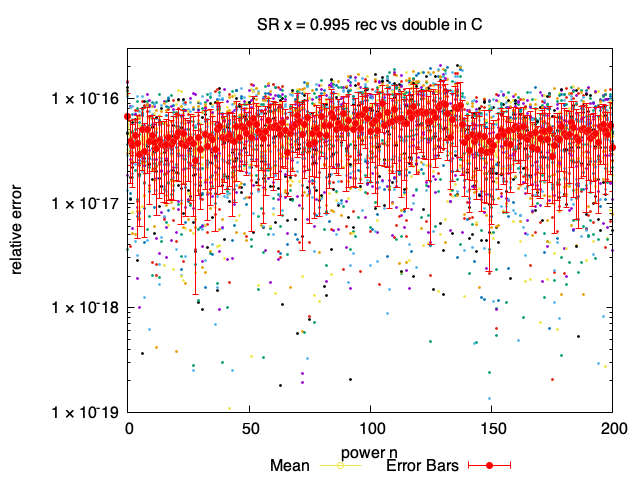 SR x = 0.995 rec vs double in C
1 × 10-16
1 × 10-17
relative error
1 × 10-18
1 × 10-19
0 50 100 150 200
power n
Mean Error Bars